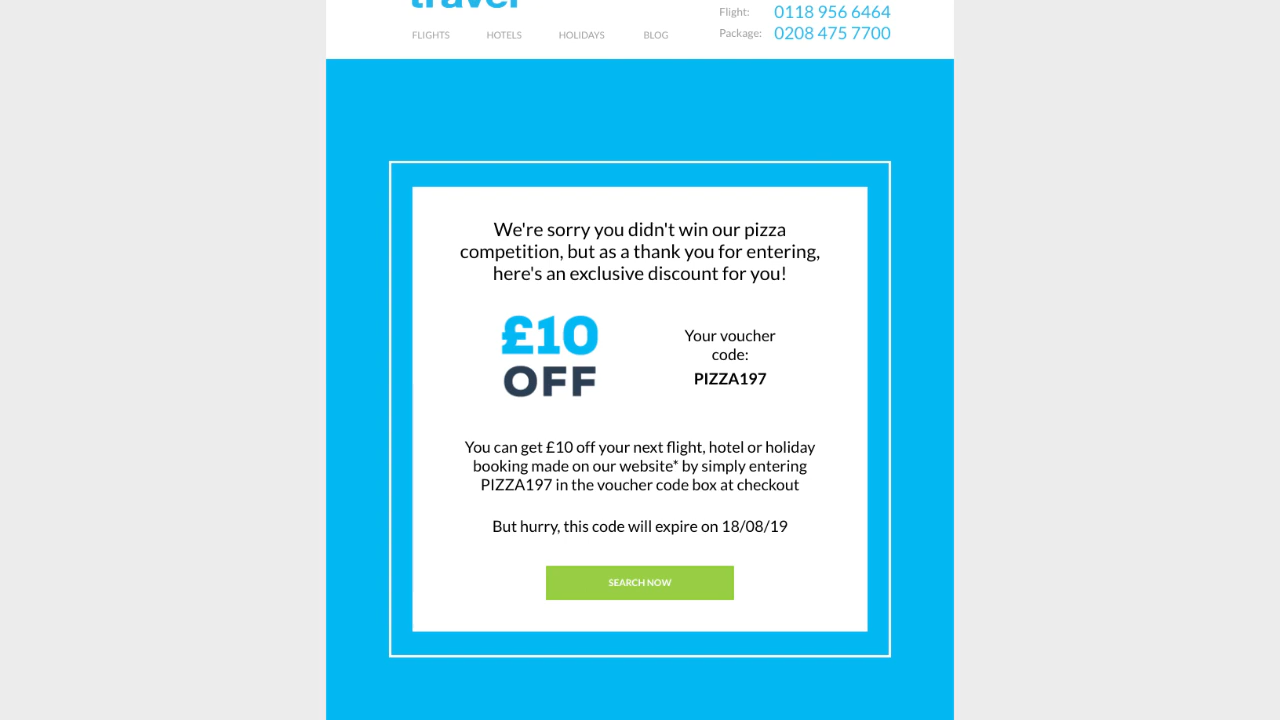 travel
Flight: 0118 956 6464
FLIGHTS HOTELS HOLIDAYS BLOG Package: 0208 475 7700
We're sorry you didn't win our pizza
competition, but as a thank you for entering,
here's an exclusive discount for you!
£10
OFF
Your voucher
code:
PIZZA197
You can get £10 off your next flight, hotel or holiday
booking made on our website* by simply entering
PIZZA197 in the voucher code box at checkout
But hurry, this code will expire on 18/08/19
SEARCH NOW